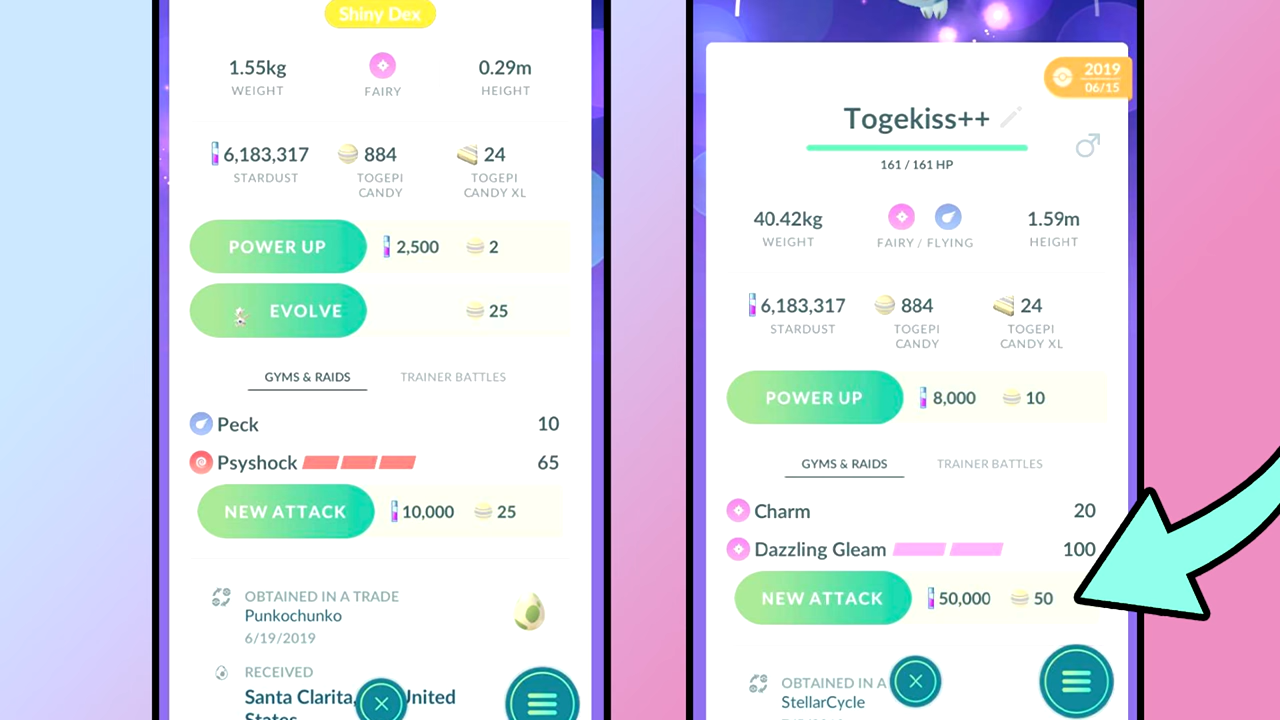 Shiny Dex
1.55kg
WEIGHT
FAIRY
0.29m
HEIGHT
6,183,317
STARDUST
884
TOGEPI
CANDY
24
TOGEPI
CANDY XL
POWER UP 2,500 2
EVOLVE 25
GYMS & RAIDS TRAINER BATTLES
Peck 10
Psyshock 65
NEW ATTACK 10,000 25
OBTAINED IN A TRADE
Punkochunko
6/19/2019
RECEIVED
Santa Clarita, United
States
2019
06/15
Togekiss++
161 / 161 HP
40.42kg
WEIGHT
FAIRY / FLYING
1.59m
HEIGHT
6,183,317
STARDUST
884
TOGEPI
CANDY
24
TOGEPI
CANDY XL
POWER UP 8,000 10
GYMS & RAIDS TRAINER BATTLES
Charm 20
Dazzling Gleam 100
NEW ATTACK 50,000 50
OBTAINED IN A
StellarCycle